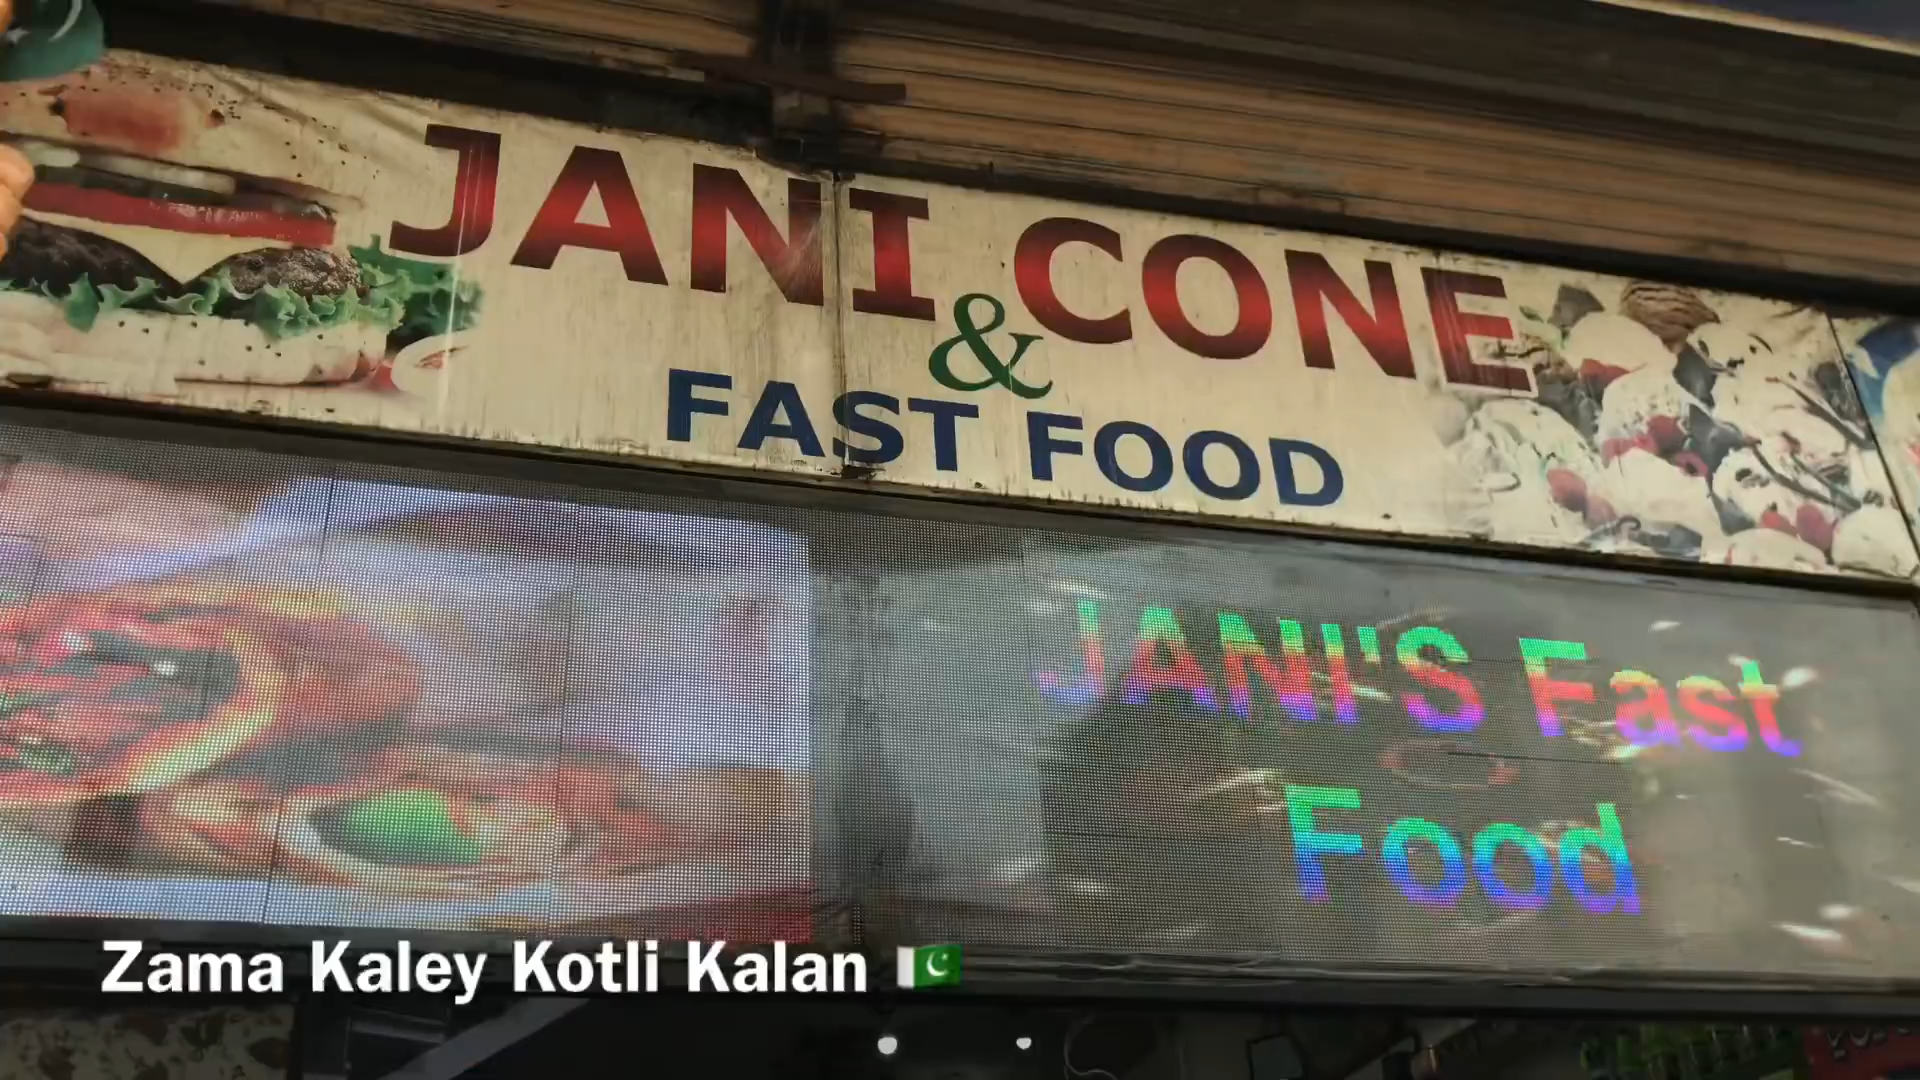 JANI CONE
&
FAST FOOD
JANI'S Fast
Food
Zama Kaley Kotli Kalan 🇵🇰